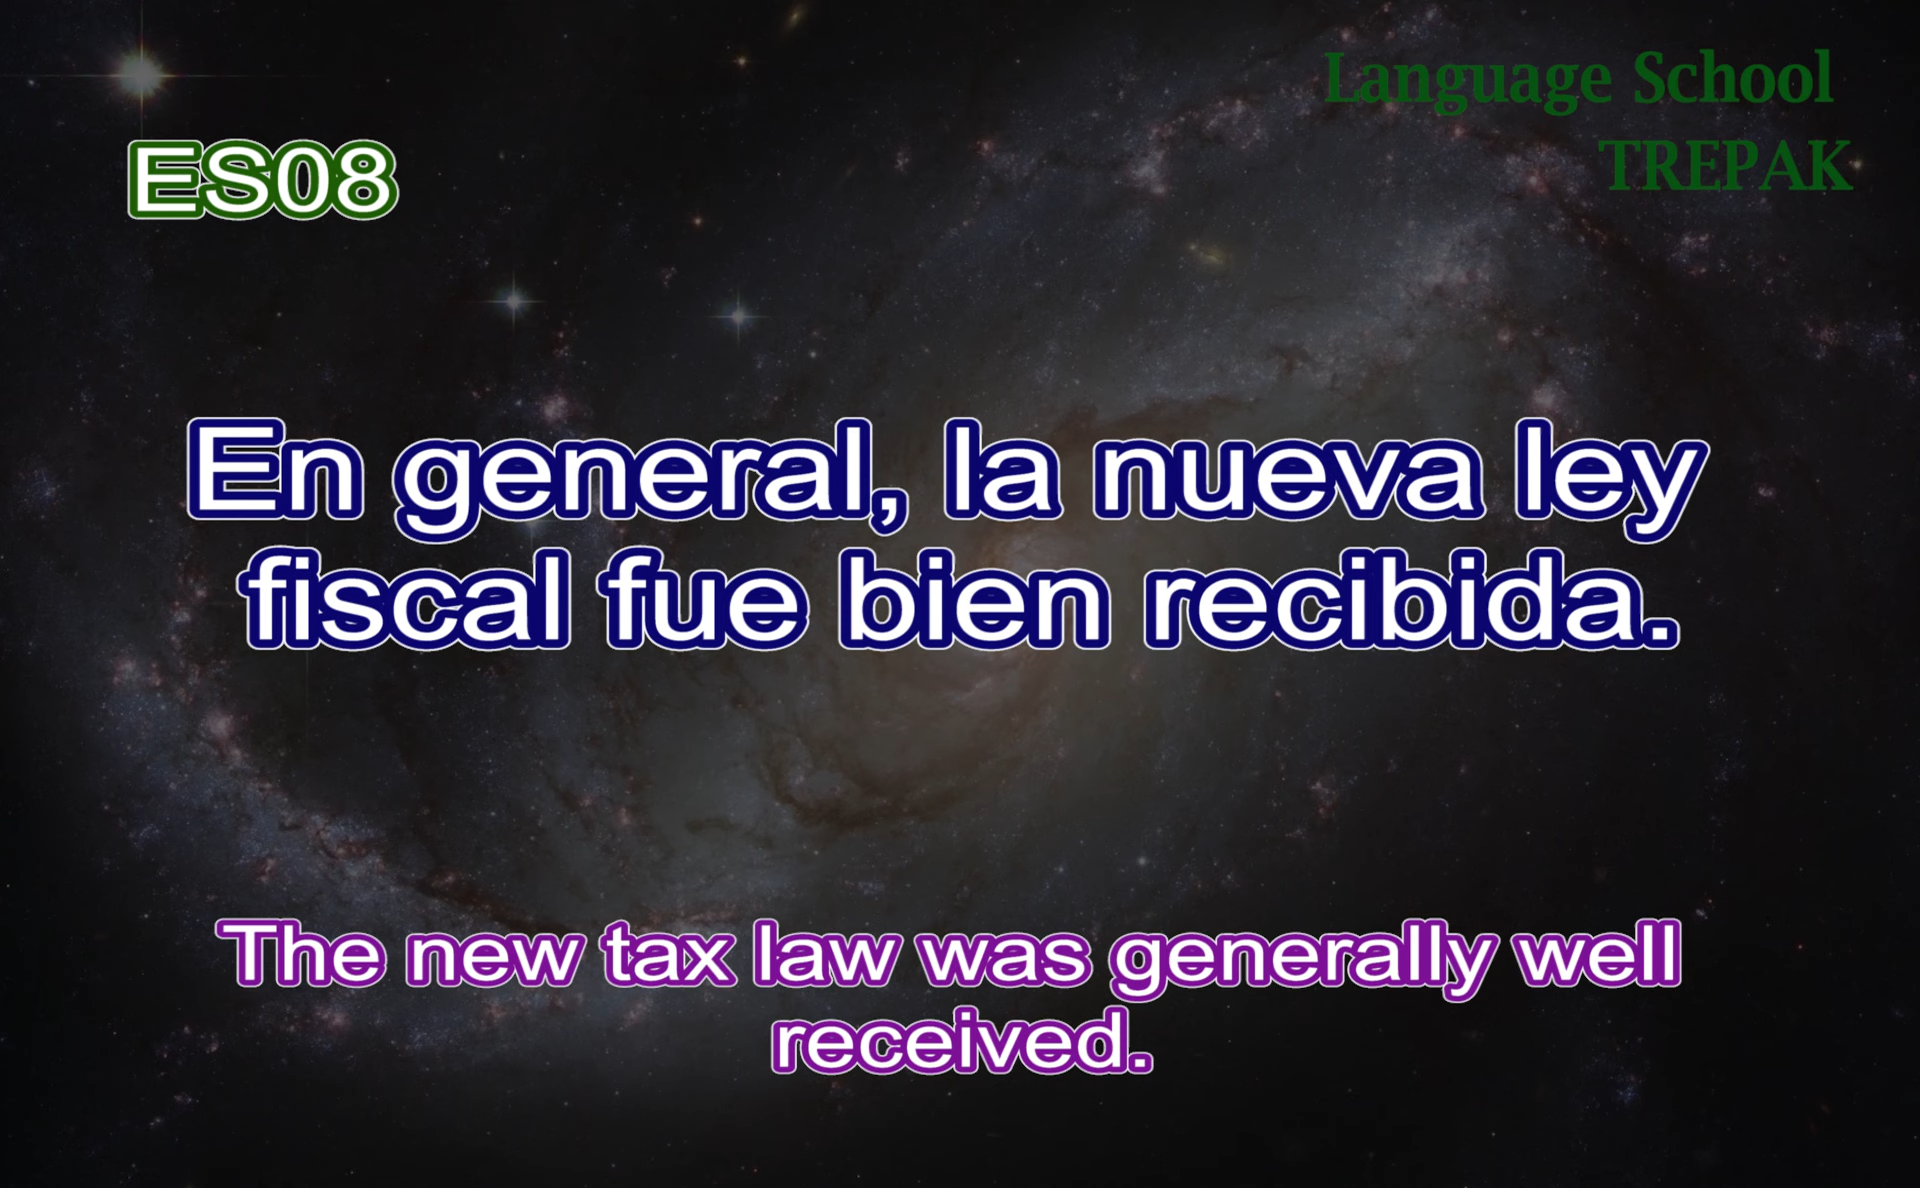 Language School
TREPAK
ES08
En general, la nueva ley
fiscal fue bien recibida.
The new tax law was generally well
received.